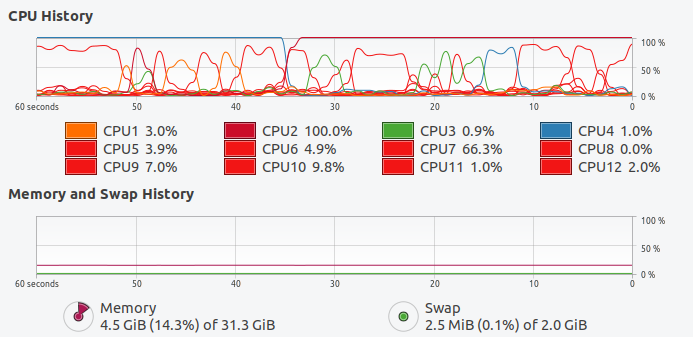 CPU History
100 %
50 %
0 %
60 seconds 50 40 30 20 10 0
CPU1 3.0% CPU2 100.0% CPU3 0.9% CPU4 1.0%
CPU5 3.9% CPU6 4.9% CPU7 66.3% CPU8 0.0%
CPU9 7.0% CPU10 9.8% CPU11 1.0% CPU12 2.0%
Memory and Swap History
100 %
50 %
0 %
60 seconds 50 40 30 20 10 0
Memory Swap
4.5 GiB (14.3%) of 31.3 GiB 2.5 MiB (0.1%) of 2.0 GiB